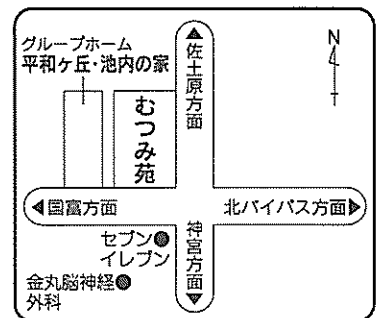 グループホーム
平和ヶ丘・池内の家
むつみ苑
▲佐土原方面
N
◀国富方面
北バイパス方面▶
神宮方面▼
セブン
イレブン
金丸脳神経
外科